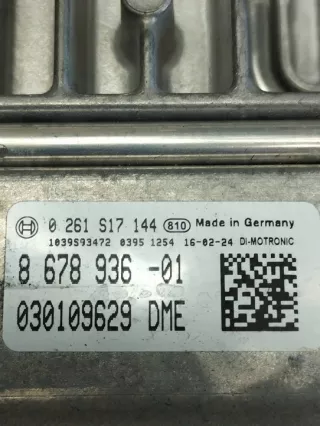 0 261 S17 144 810 Made in Germany
1039S93472 0395 1254 16-02-24 DI-MOTRONIC
8 678 936 -01
030109629 DME